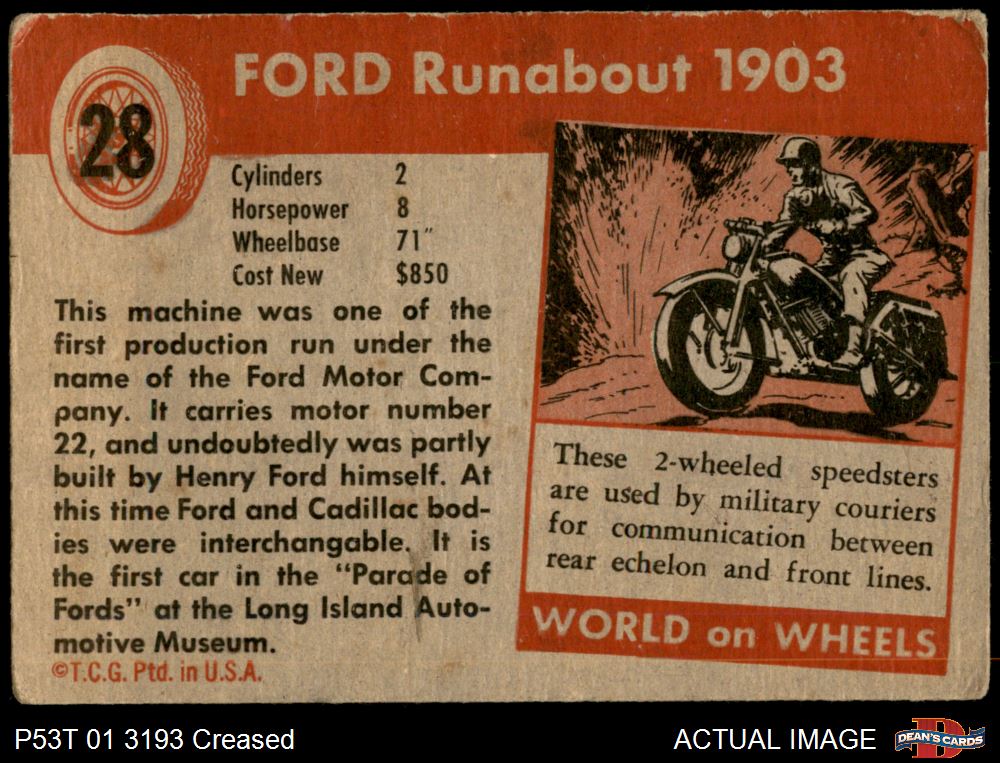 FORD Runabout 1903
28
Cylinders 2
Horsepower 8
Wheelbase 71"
Cost New $850
This machine was one of the
first production run under the
name of the Ford Motor Com-
pany. It carries motor number
22, and undoubtedly was partly
built by Henry Ford himself. At
this time Ford and Cadillac bod-
ies were interchangable. It is
the first car in the "Parade of
Fords" at the Long Island Auto-
motive Museum.
©T.C.G. Ptd. in U.S.A.
These 2-wheeled speedsters
are used by military couriers
for communication between
rear echelon and front lines.
WORLD on WHEELS
P53T 01 3193 Creased
ACTUAL IMAGE
DEAN'S CARDS